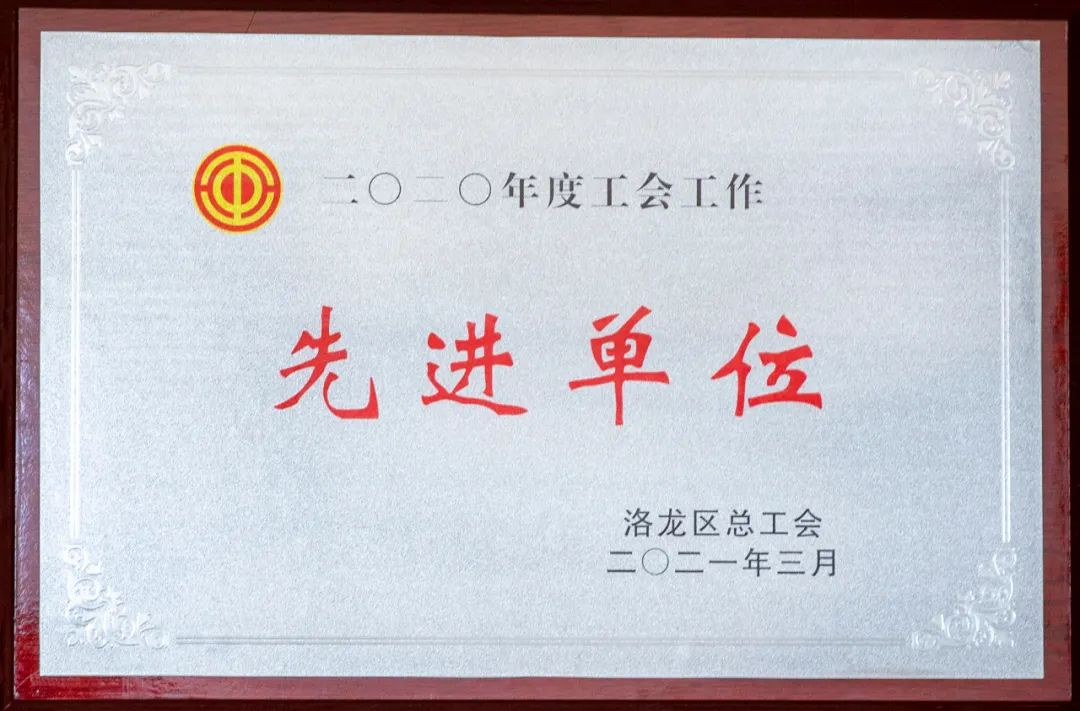 二〇二〇年度工会工作
先进单位
洛龙区总工会
二〇二一年三月